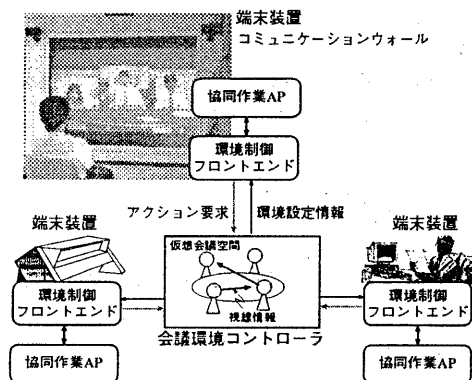 端末装置
コミュニケーションウォール
協同作業AP
環境制御
フロントエンド
アクション要求
環境設定情報
端末装置
端末装置
仮想会議空間
視線情報
環境制御
フロントエンド
環境制御
フロントエンド
会議環境コントローラ
協同作業AP
協同作業AP